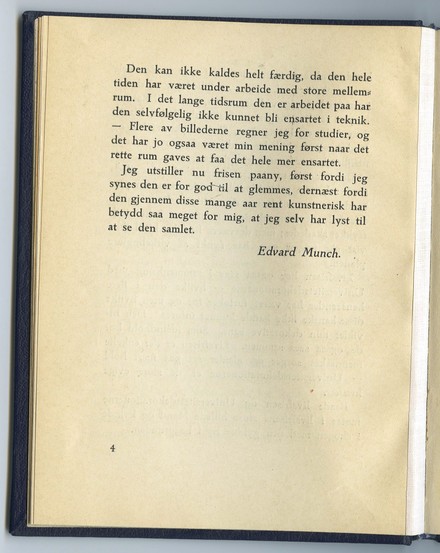 Den kan ikke kaldes helt færdig, da den hele
tiden har været under arbeide med store mellem⸗
rum. I det lange tidsrum den er arbeidet paa har
den selvfølgelig ikke kunnet bli ensartet i teknik.
— Flere av billederne regner jeg for studier, og
det har jo ogsaa været min mening først naar det
rette rum gaves at faa det hele mer ensartet.
Jeg utstiller nu frisen paany, først fordi jeg
synes den er for god til at glemmes, dernæst fordi
den gjennem disse mange aar rent kunstnerisk har
betydd saa meget for mig, at jeg selv har lyst til
at se den samlet.
Edvard Munch.
4